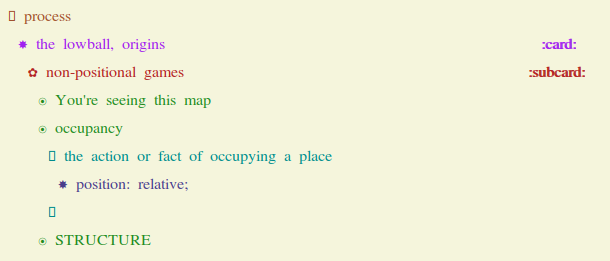 process
✸ the lowball, origins :card:
✿ non-positional games :subcard:
◉ You're seeing this map
◉ occupancy
the action or fact of occupying a place
✸ position: relative;
◉ STRUCTURE